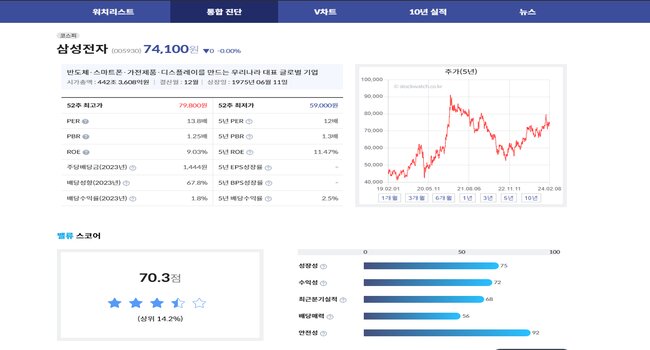 워치리스트 통합 진단 V차트 10년 실적 뉴스
코스피
삼성전자 (005930) 74,100원 ▼0 -0.00%
반도체·스마트폰·가전제품·디스플레이를 만드는 우리나라 대표 글로벌 기업
시가총액 : 442조 3,608억원 | 결산월 : 12월 | 상장일 : 1975년 06월 11일
52주 최고가 79,800원 52주 최저가 59,000원
PER ? 13.8배 5년 PER ? 12배
PBR ? 1.25배 5년 PBR ? 1.3배
ROE ? 9.03% 5년 ROE ? 11.47%
주당배당금(2023년) ? 1,444원 5년 EPS성장률 ? -
배당성향(2023년) ? 67.8% 5년 BPS성장률 ? -
배당수익률(2023년) ? 1.8% 5년 배당수익률 ? 2.5%
주가(5년)
100,000
© stockwatch.co.kr
90,000
80,000
70,000
60,000
50,000
40,000
19.02.01 20.05.11 21.08.09 22.11.11 24.02.08
1개월 3개월 6개월 1년 3년 5년 10년
밸류 스코어
70.3점
(상위 14.2%)
0 50 100
성장성 ? 75
수익성 ? 72
최근분기실적 ? 68
배당매력 ? 56
안전성 ? 92